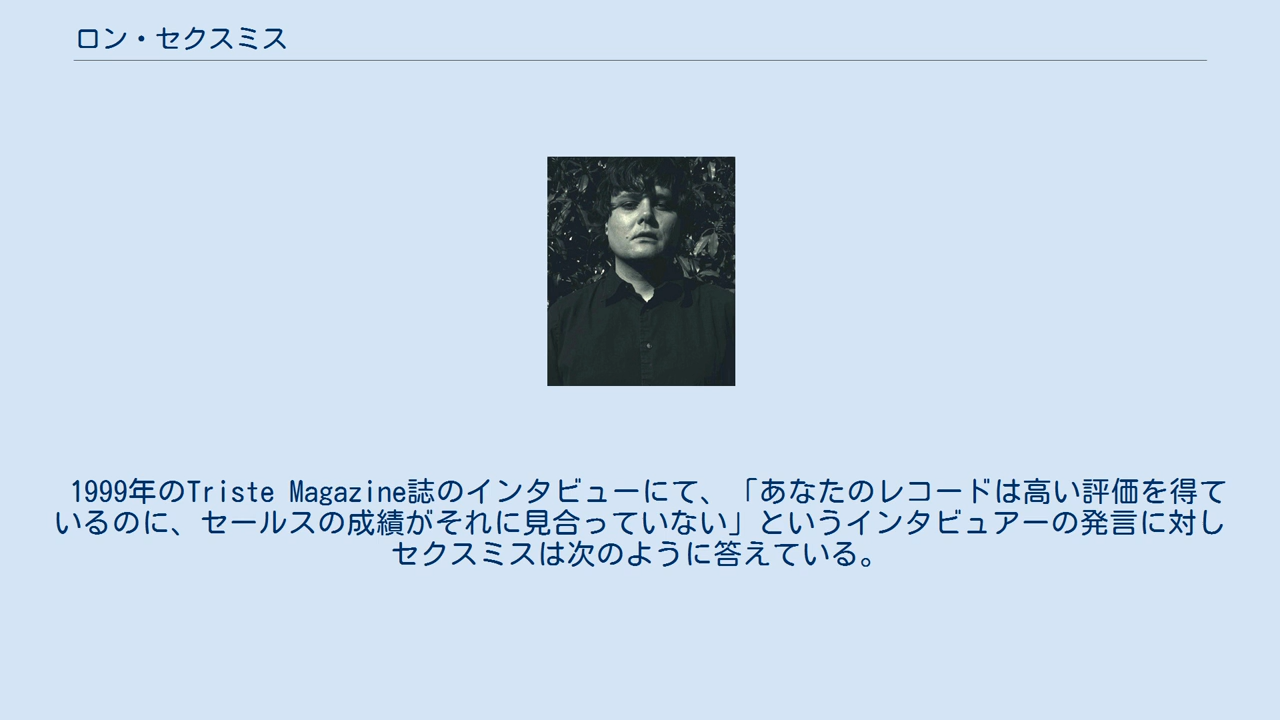 ロン・セクスミス
1999年のTriste Magazine誌のインタビューにて、「あなたのレコードは高い評価を得て
いるのに、セールスの成績がそれに見合っていない」というインタビュアーの発言に対し
セクスミスは次のように答えている。